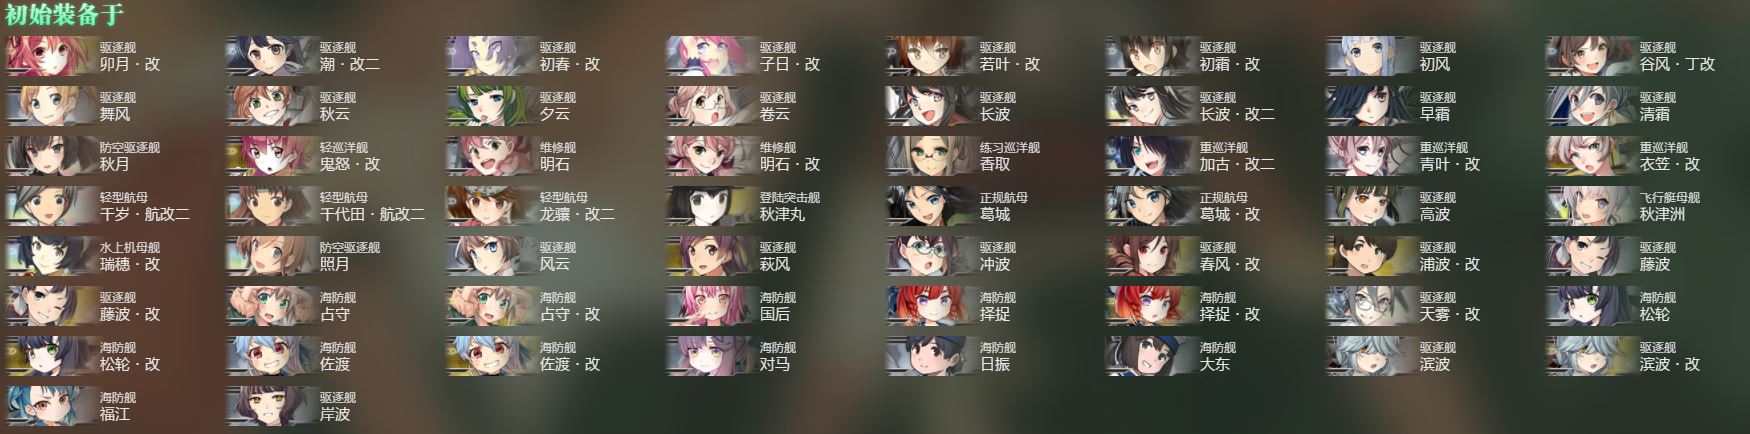 初始装备于
驱逐舰
卯月·改
驱逐舰
潮·改二
驱逐舰
初春·改
驱逐舰
子日·改
驱逐舰
若叶·改
驱逐舰
初霜·改
驱逐舰
初风
驱逐舰
谷风·丁改
驱逐舰
舞风
驱逐舰
秋云
驱逐舰
夕云
驱逐舰
卷云
驱逐舰
长波
驱逐舰
长波·改二
驱逐舰
早霜
驱逐舰
清霜
防空驱逐舰
秋月
轻巡洋舰
鬼怒·改
维修舰
明石
维修舰
明石·改
练习巡洋舰
香取
重巡洋舰
加古·改二
重巡洋舰
青叶·改
重巡洋舰
衣笠·改
轻型航母
千岁·航改二
轻型航母
千代田·航改二
轻型航母
龙骧·改二
登陆突击舰
秋津丸
正规航母
葛城
正规航母
葛城·改
驱逐舰
高波
飞行艇母舰
秋津洲
水上机母舰
瑞穗·改
防空驱逐舰
照月
驱逐舰
风云
驱逐舰
萩风
驱逐舰
冲波
驱逐舰
春风·改
驱逐舰
浦波·改
驱逐舰
藤波
驱逐舰
藤波·改
海防舰
占守
海防舰
占守·改
海防舰
国后
海防舰
择捉
海防舰
择捉·改
驱逐舰
天雾·改
海防舰
松轮
海防舰
松轮·改
海防舰
佐渡
海防舰
佐渡·改
海防舰
对马
海防舰
日振
海防舰
大东
驱逐舰
滨波
驱逐舰
滨波·改
海防舰
福江
驱逐舰
岸波